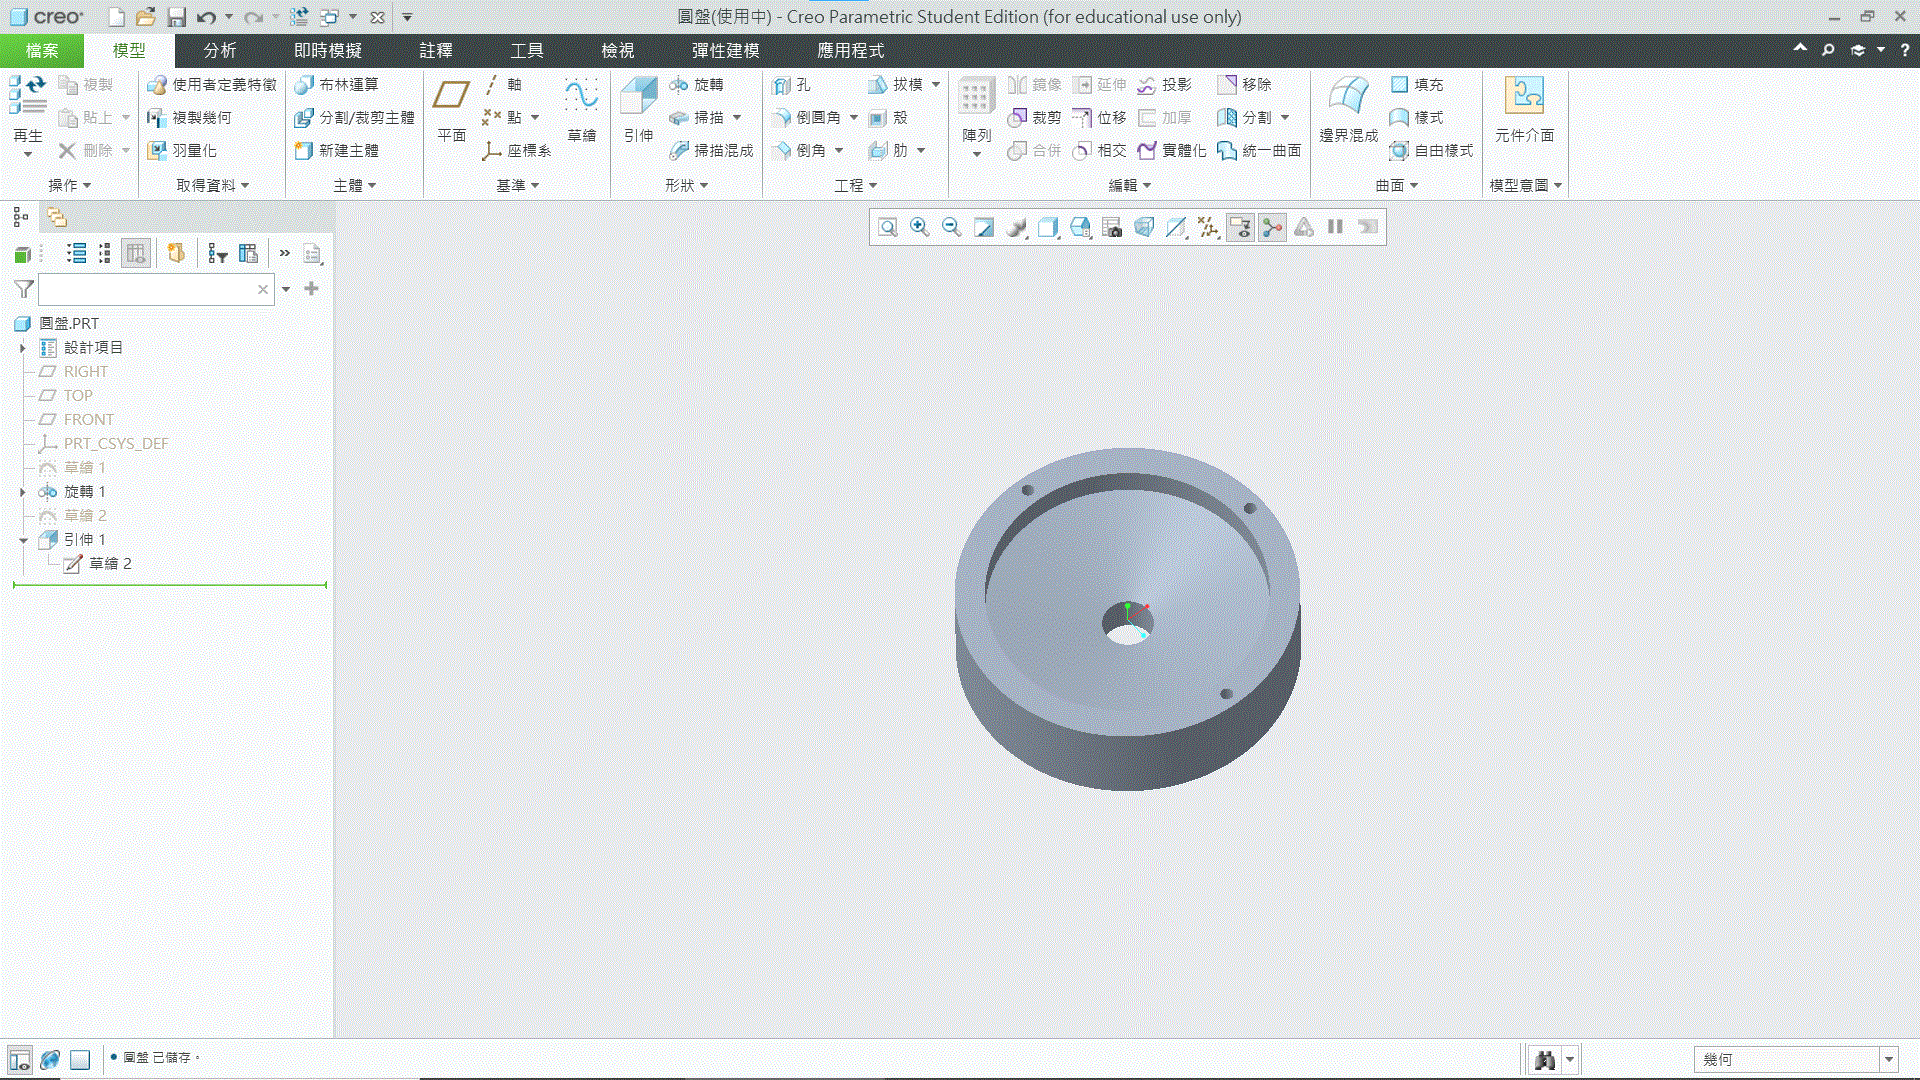 creo
圓盤(使用中) - Creo Parametric Student Edition (for educational use only)
檔案 模型 分析 即時模擬 註釋 工具 檢視 彈性建模 應用程式
再生
複製
貼上
刪除
操作
使用者定義特徵
複製幾何
羽量化
取得資料
布林運算
分割/裁剪主體
新建主體
主體
平面
軸
點
座標系
草繪
基準
引伸
旋轉
掃描
掃描混成
形狀
孔
倒圓角
倒角
拔模
殼
肋
工程
陣列
鏡像
裁剪
合併
延伸
位移
相交
投影
加厚
實體化
移除
分割
統一曲面
編輯
邊界混成
填充
樣式
自由樣式
曲面
元件介面
模型意圖
圓盤.PRT
設計項目
RIGHT
TOP
FRONT
PRT_CSYS_DEF
草繪 1
旋轉 1
草繪 2
引伸 1
草繪 2
圓盤 已儲存。
幾何